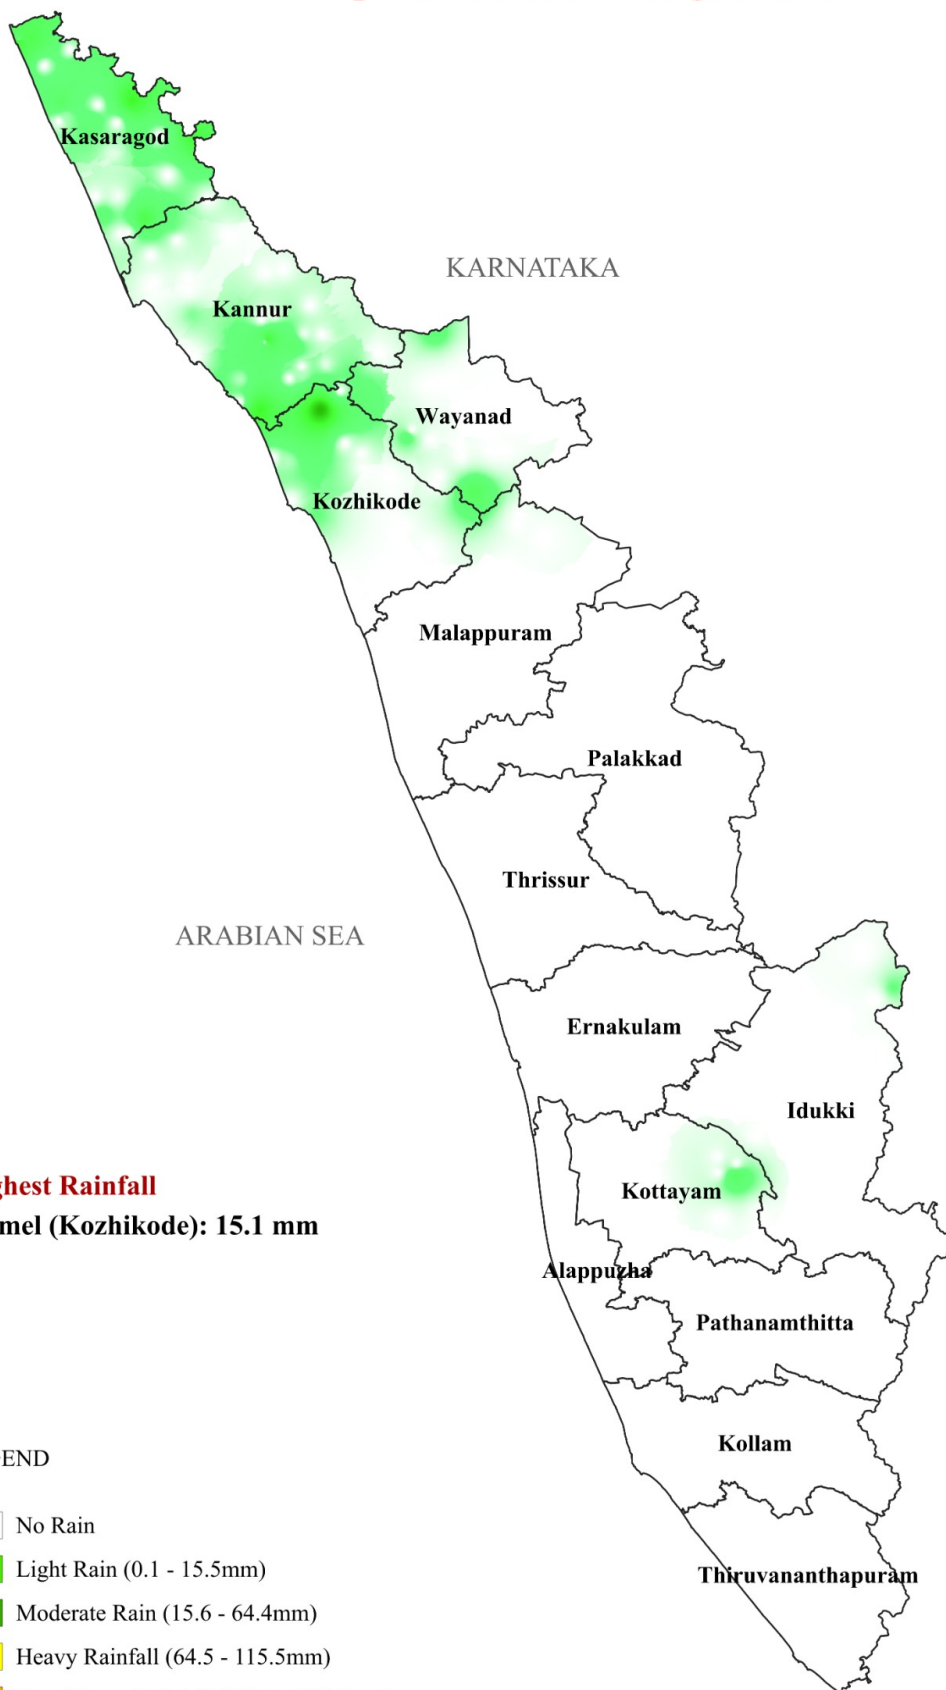 Kasaragod
KARNATAKA
Kannur
Wayanad
Kozhikode
Malappuram
Palakkad
Thrissur
ARABIAN SEA
Ernakulam
Idukki
ghest Rainfall
Kottayam
mel (Kozhikode): 15.1 mm
Alappuzha
Pathanamthitta
Kollam
END
No Rain
Light Rain (0.1 - 15.5mm)
Thiruvananthapuram
Moderate Rain (15.6 - 64.4mm)
Heavy Rainfall (64.5 - 115.5mm)